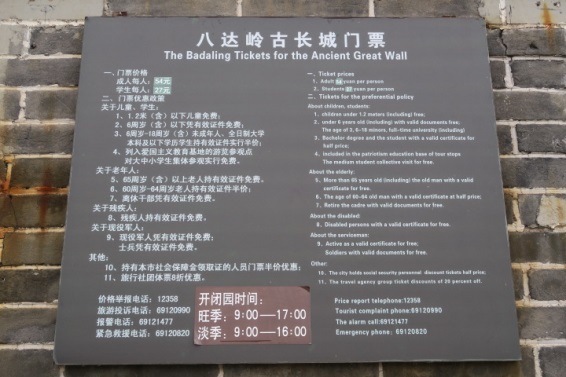 八达岭古长城门票
The Badaling Tickets for the Ancient Great Wall
一、门票价格
成人每人：54元
学生每人：27元
二、门票优惠政策
关于儿童、学生：
1、1.2米（含）以下儿童免费；
2、6周岁（含）以下凭有效证件免费；
3、6周岁-18周岁（含）未成年人、全日制大学
本科及以下学历学生持有效证件实行半价；
4、列入爱国主义教育基地的游览参观点
对大中小学生集体参观实行免费。
关于老年人：
5、65周岁（含）以上老人持有效证件免费。
6、60周岁-64周岁老人持有效证件半价；
7、离休干部凭有效证件免费。
关于残疾人：
8、残疾人持有效证件免费。
关于现役军人：
9、现役军人凭有效证件免费；
士兵凭有效证件免费。
其他：
10、持有本市社会保障金领取证的人员门票半价优惠；
11、旅行社团体票8折优惠。
价格举报电话：12358
旅游投诉电话：69120990
报警电话：69121477
紧急救援电话：69120820
开闭园时间：
旺季：9:00—17:00
淡季：9:00—16:00
一、Ticket prices
1、Adult 54 yuan per person
2、Students 27 yuan per person
二、Tickets for the preferential policy
About children, students:
1、children under 1.2 meters (including) free;
2、under 6 years old (including) with valid documents free;
The age of 3, 6-18 minors, full-time university (including)
3、Bachelor degree and the student with a valid certificate for
half price;
4、included in the patriotism education base of tour stops
The medium student collective visit for free.
About the elderly:
5、More than 65 years old (including) the old man with a valid
certificate for free.
6、The age of 60-64 old man with a valid certificate at half price;
7、Retire the cadre with valid documents for free.
About the disabled:
8、Disabled persons with a valid certificate for free.
About the serviceman:
9、Active as a valid certificate for free;
Soldiers with valid documents for free.
Other:
10、The city holds social security personnel discount tickets half price;
11、The travel agency group ticket discounts of 20 percent off.
Price report telephone:12358
Tourist complaint phone:69120990
The alarm call:69121477
Emergency phone: 69120820